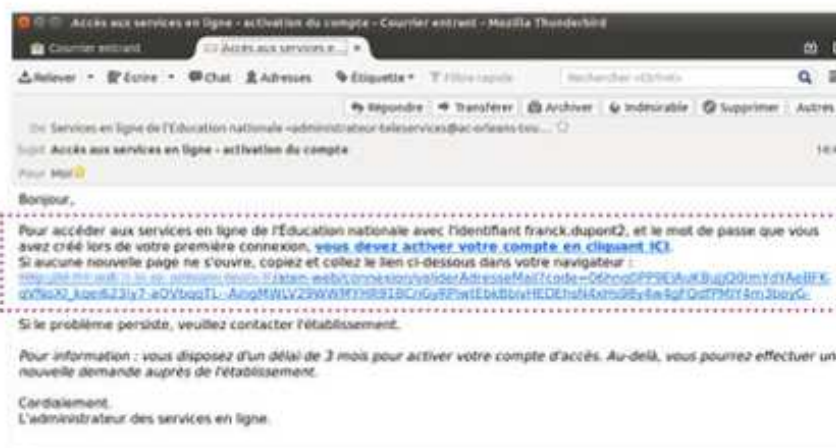 Accès aux services en ligne - activation du compte - Courrier entrant - Mozilla Thunderbird
Courrier entrant Accès aux services e...
Relever Écrire Chat Adresses Étiquette Filtre rapide Rechercher <Ctrl+K>
Répondre Transférer Archiver Indésirable Supprimer Autres
De Services en ligne de l'Education nationale
Sujet Accès aux services en ligne - activation du compte
Pour Moi
Bonjour,
Pour accéder aux services en ligne de l'Éducation nationale avec l'identifiant franck.dupont2, et le mot de passe que vous
avez créé lors de votre première connexion, vous devez activer votre compte en cliquant ICI.
Si aucune nouvelle page ne s'ouvre, copiez et collez le lien ci-dessous dans votre navigateur :
Si le problème persiste, veuillez contacter l'établissement.
Pour information : vous disposez d'un délai de 3 mois pour activer votre compte d'accès. Au-delà, vous pourrez effectuer un
nouvelle demande auprès de l'établissement.
Cordialement.
L'administrateur des services en ligne.